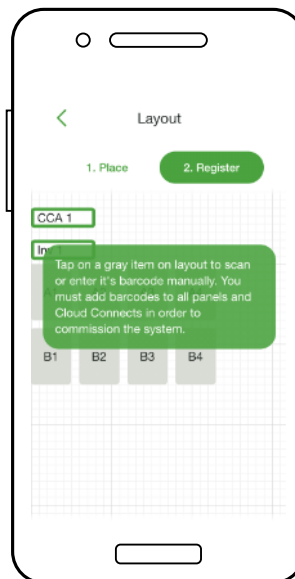 Layout
1. Place 2. Register
CCA 1
Inv 1
Tap on a gray item on layout to scan
or enter it's barcode manually. You
must add barcodes to all panels and
Cloud Connects in order to
commission the system.
B1 B2 B3 B4